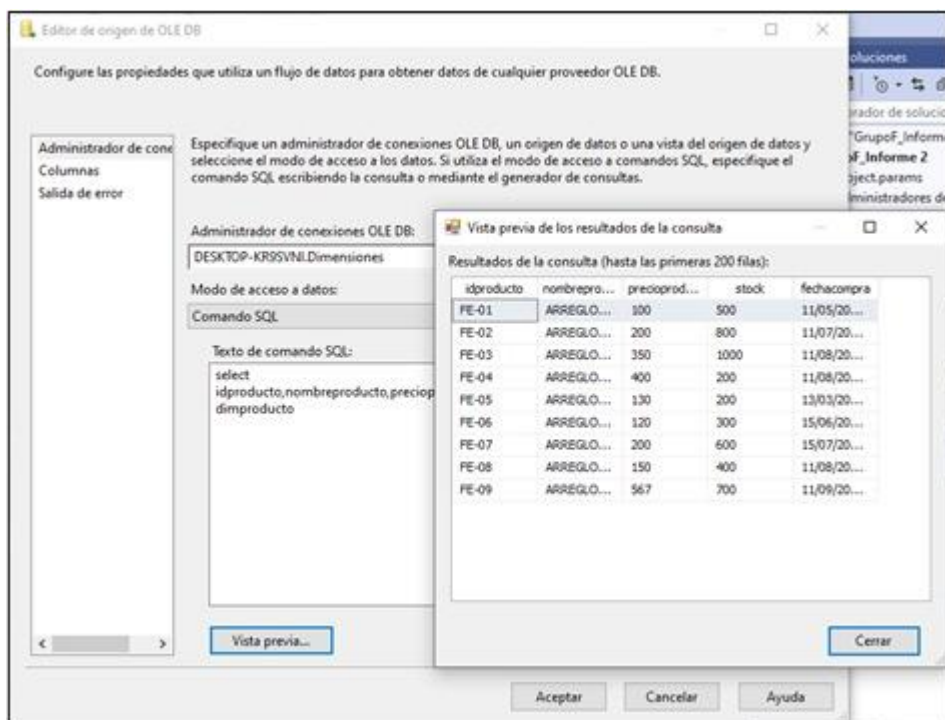 Editor de origen de OLE DB
Configure las propiedades que utiliza un flujo de datos para obtener datos de cualquier proveedor OLE DB.
Administrador de cone
Columnas
Salida de error
Especifique un administrador de conexiones OLE DB, un origen de datos o una vista del origen de datos y
seleccione el modo de acceso a los datos. Si utiliza el modo de acceso a comandos SQL, especifique el
comando SQL escribiendo la consulta o mediante el generador de consultas.
Administrador de conexiones OLE DB:
DESKTOP-KR9SVNI.Dimensiones
Modo de acceso a datos:
Comando SQL
Texto de comando SQL:
select
idproducto,nombreproducto,preciop
dimproducto
Vista previa...
Aceptar Cancelar Ayuda
Vista previa de los resultados de la consulta
Resultados de la consulta (hasta las primeras 200 filas):
idproducto nombrepro... precioprod... stock fechacompra
FE-01 ARREGLO... 100 500 11/05/20...
FE-02 ARREGLO... 200 800 11/07/20...
FE-03 ARREGLO... 350 1000 11/08/20...
FE-04 ARREGLO... 400 200 11/08/20...
FE-05 ARREGLO... 130 200 13/03/20...
FE-06 ARREGLO... 120 300 15/06/20...
FE-07 ARREGLO... 200 600 15/07/20...
FE-08 ARREGLO... 150 400 11/08/20...
FE-09 ARREGLO... 567 700 11/09/20...
Cerrar
oluciones
rador de solucio
"GrupoF_Inform
oF_Informe 2
oject.params
ministradores de